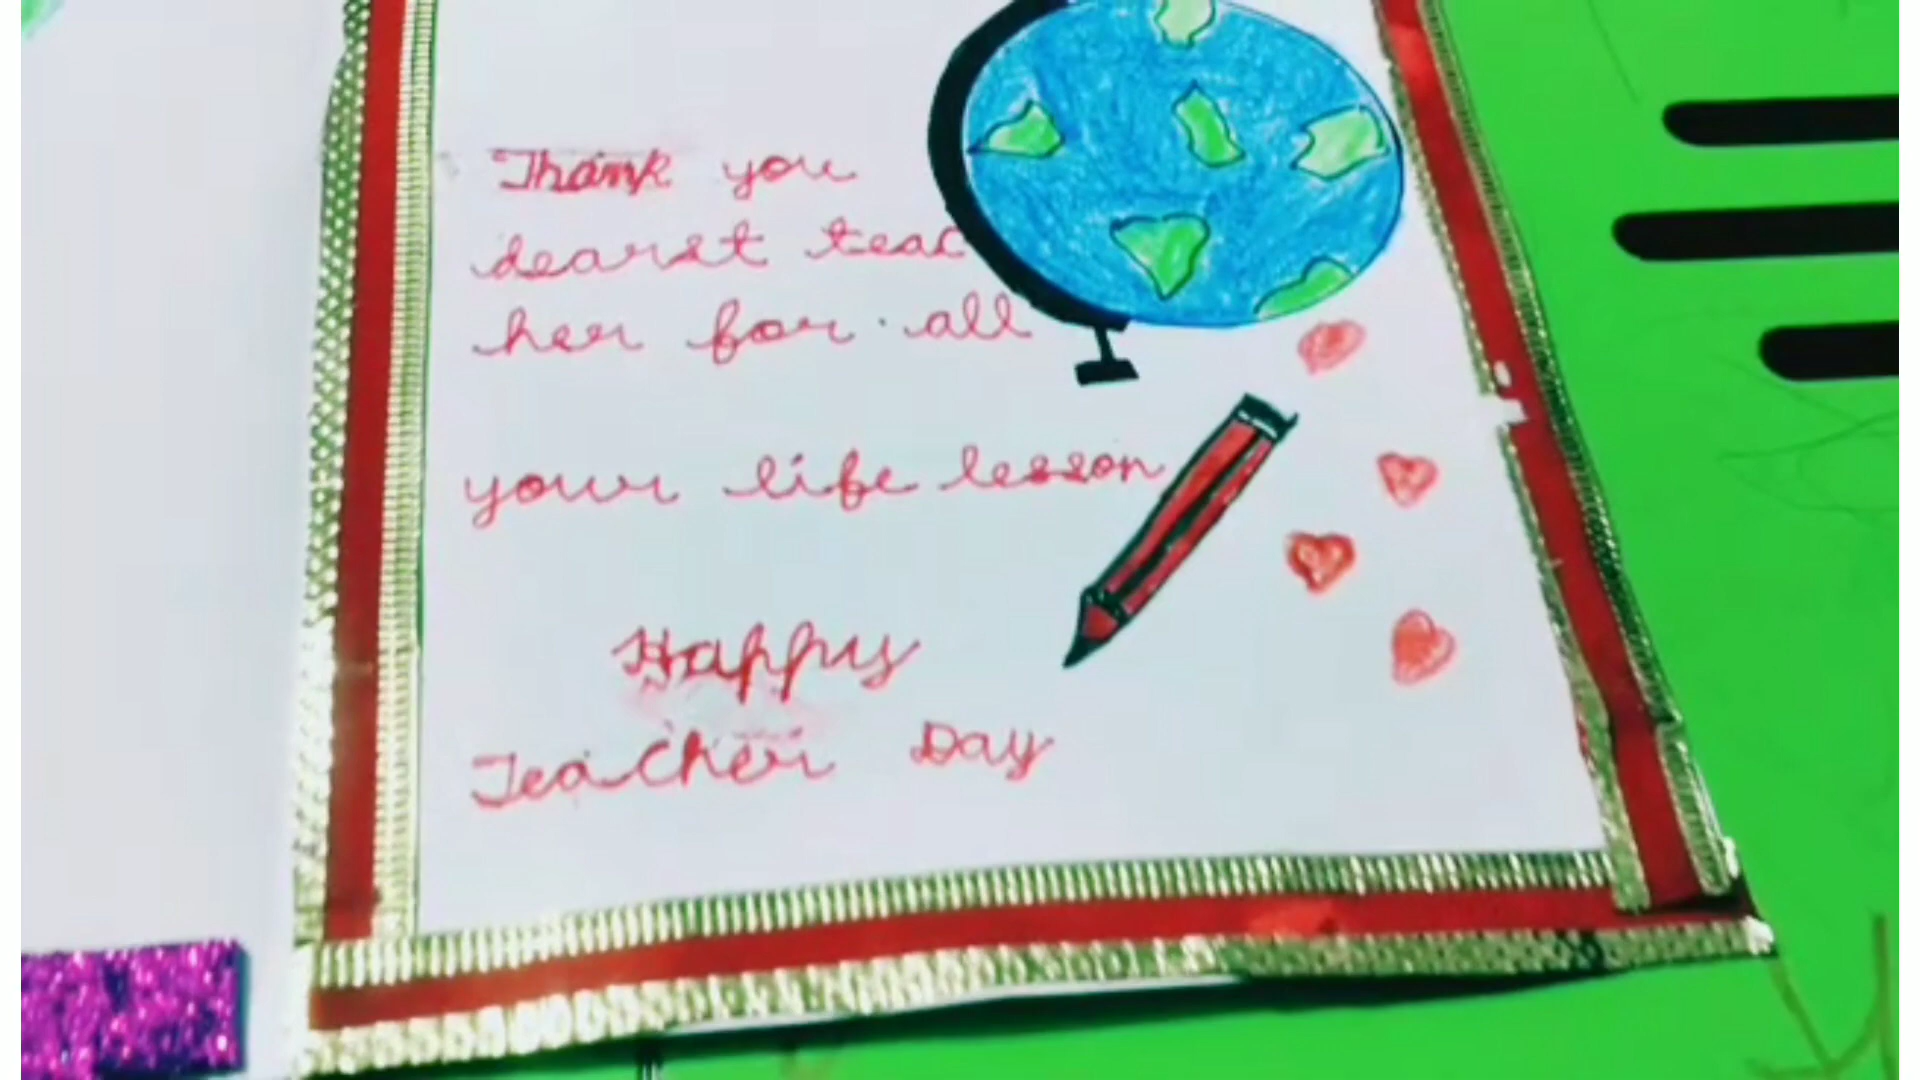 Thank you
dearst teac
her for all
your life lesson
Happy
Teacher Day